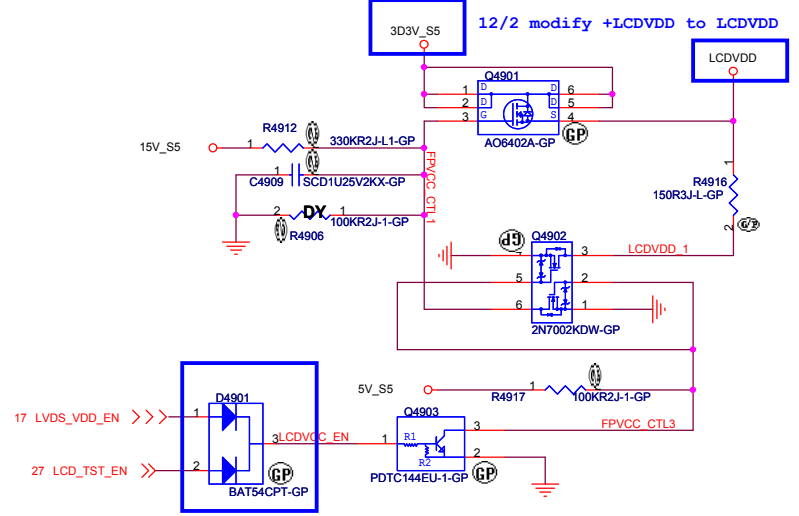 3D3V_S5
12/2 modify +LCDVDD to LCDVDD
LCDVDD
Q4901
1 D D 6
2 D D 5
3 G S 4
AO6402A-GP
GP
15V_S5
R4912
1
330KR2J-L1-GP
C4909
1
SCD1U25V2KX-GP
2 DY 1
R4906
100KR2J-1-GP
FPVCC_CTL1
1
R4916
150R3J-L-GP
2
G/P
GP
Q4902
3
LCDVDD_1
5
2
6
1
2N7002KDW-GP
5V_S5
R4917
1
100KR2J-1-GP
D4901
17 LVDS_VDD_EN
1
3
LCDVCC_EN
27 LCD_TST_EN
2
GP
BAT54CPT-GP
Q4903
1
R1
R2
3
FPVCC_CTL3
2
GP
PDTC144EU-1-GP